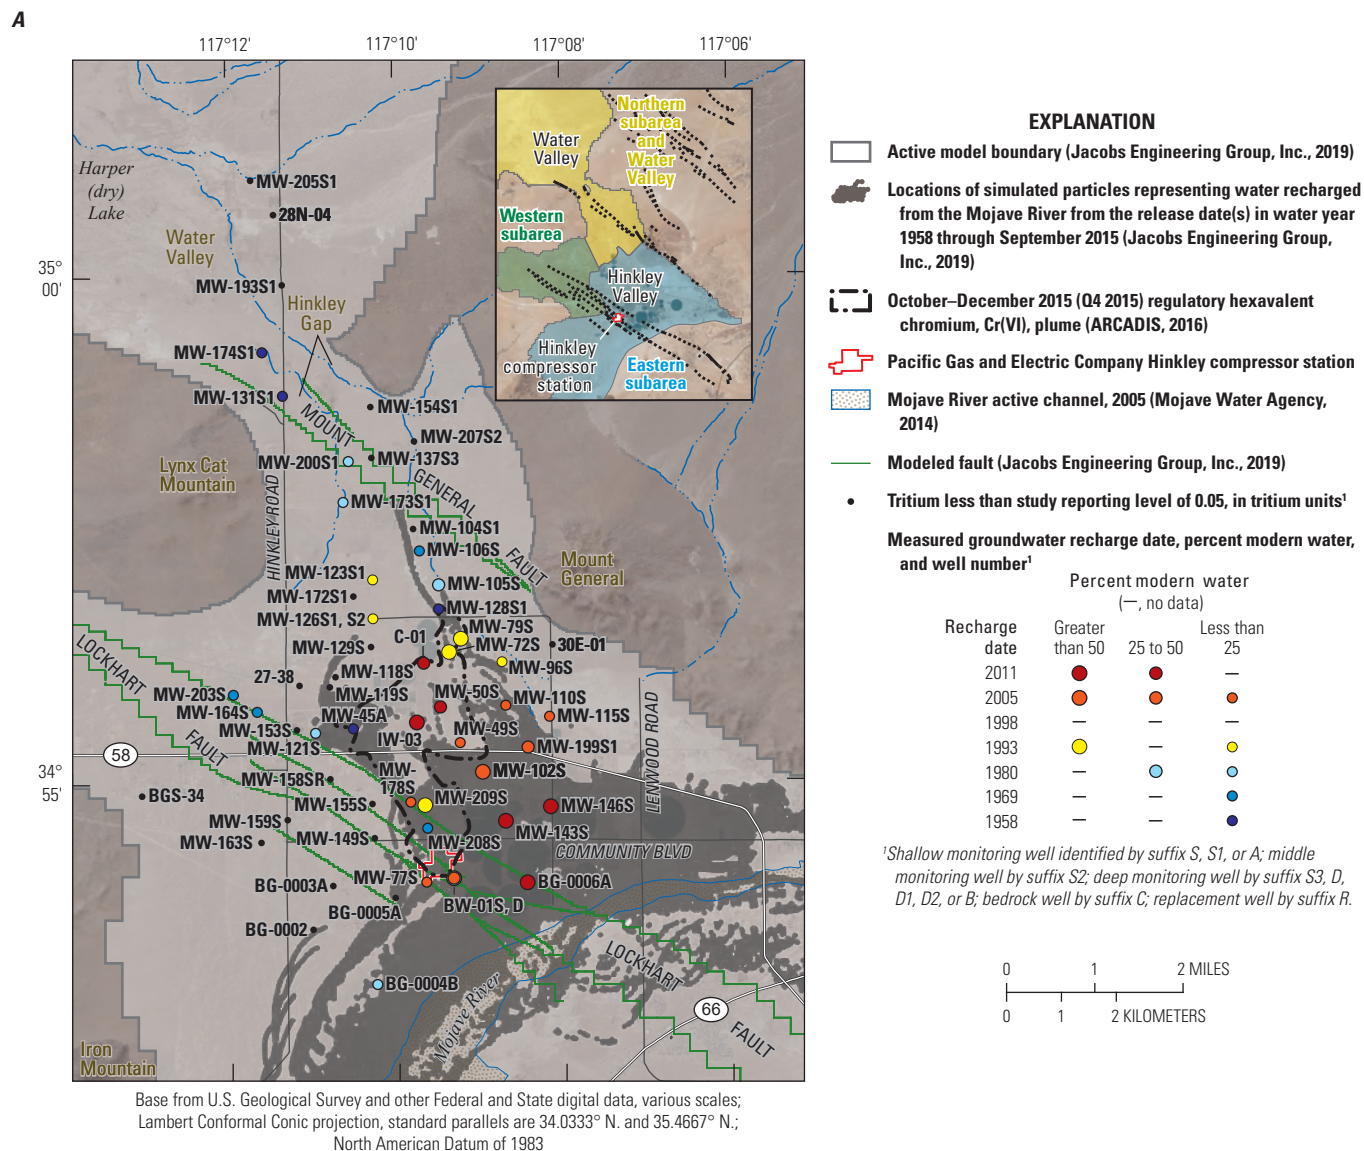 A
117°12'
117°10'
117°08'
117°06'
35°
00'
34°
55'
Harper
(dry)
Lake
MW-205S1
28N-04
Water
Valley
MW-193S1
Hinkley
Gap
MW-174S1
MW-131S1
MOUNT
GENERAL
FAULT
MW-154S1
MW-207S2
MW-137S3
MW-200S1
Lynx Cat
Mountain
HINKLEY ROAD
MW-173S1
MW-104S1
MW-106S
Mount
General
MW-123S1
MW-105S
MW-172S1
MW-128S1
MW-126S1, S2
MW-79S
C-01
MW-72S
30E-01
MW-129S
MW-96S
LOCKHART
FAULT
27-38
MW-118S
MW-119S
MW-50S
MW-203S
MW-110S
MW-164S
MW-45A
MW-115S
MW-153S
IW-03
MW-49S
LENWOOD ROAD
58
MW-121S
MW-199S1
MW-158SR
MW-
178S
MW-102S
BGS-34
MW-155S
MW-209S
MW-146S
MW-159S
MW-143S
MW-163S
MW-149S
MW-208S
COMMUNITY BLVD
MW-77S
BG-0003A
BG-0006A
BG-0005A
BW-01S, D
BG-0002
LOCKHART
FAULT
BG-0004B
Mojave River
66
Iron
Mountain
Water
Valley
Northern
subarea
and
Water
Valley
Western
subarea
Hinkley
Valley
Hinkley
compressor
station
Eastern
subarea
Base from U.S. Geological Survey and other Federal and State digital data, various scales;
Lambert Conformal Conic projection, standard parallels are 34.0333° N. and 35.4667° N.;
North American Datum of 1983
EXPLANATION
Active model boundary (Jacobs Engineering Group, Inc., 2019)
Locations of simulated particles representing water recharged
from the Mojave River from the release date(s) in water year
1958 through September 2015 (Jacobs Engineering Group,
Inc., 2019)
October–December 2015 (Q4 2015) regulatory hexavalent
chromium, Cr(VI), plume (ARCADIS, 2016)
Pacific Gas and Electric Company Hinkley compressor station
Mojave River active channel, 2005 (Mojave Water Agency,
2014)
Modeled fault (Jacobs Engineering Group, Inc., 2019)
Tritium less than study reporting level of 0.05, in tritium units¹
Measured groundwater recharge date, percent modern water,
and well number¹
Percent modern water
(—, no data)
Recharge
date
Greater
than 50
25 to 50
Less than
25
2011 —
2005
1998 — — —
1993 —
1980 —
1969 — —
1958 — —
¹Shallow monitoring well identified by suffix S, S1, or A; middle
monitoring well by suffix S2; deep monitoring well by suffix S3, D,
D1, D2, or B; bedrock well by suffix C; replacement well by suffix R.
0 1 2 MILES
0 1 2 KILOMETERS